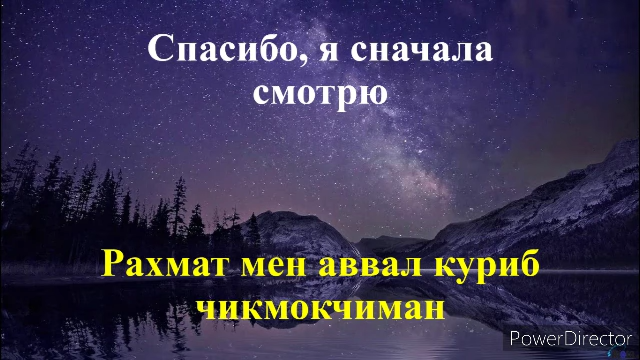 Спасибо, я сначала
смотрю
Рахмат мен аввал куриб
чикмокчиман
PowerDirector